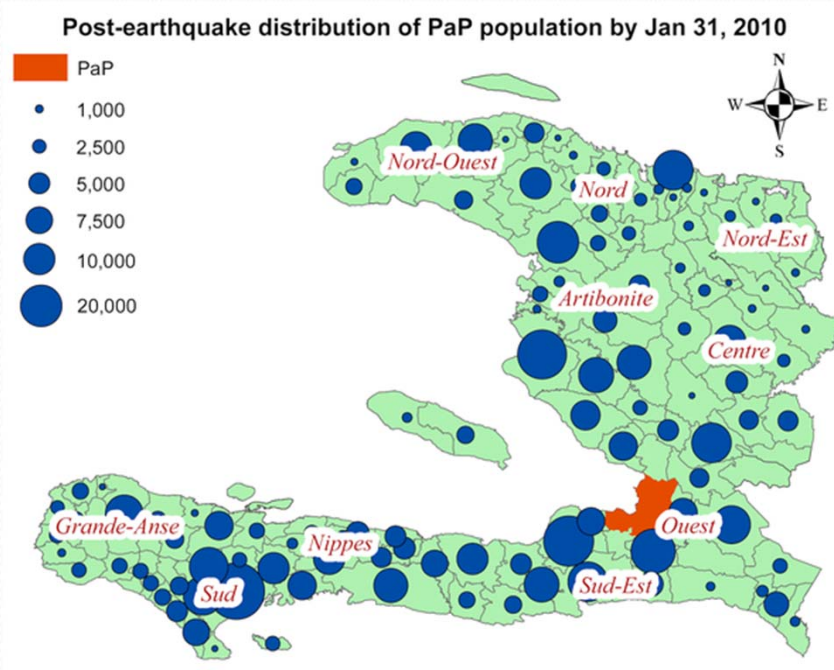 Post-earthquake distribution of PaP population by Jan 31, 2010
PaP
1,000
2,500
5,000
7,500
10,000
20,000
N
W E
S
Nord-Ouest
Nord
Nord-Est
Artibonite
Centre
Grande-Anse
Nippes
Ouest
Sud
Sud-Est